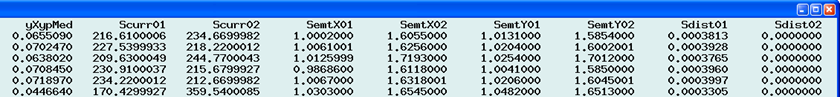 yXypMed Scurr01 Scurr02 SemtX01 SemtX02 SemtY01 SemtY02 Sdist01 Sdist02
0.0655090 216.6100006 234.6699982 1.0002000 1.6055000 1.0131000 1.5854000 0.0003813 0.0000000
0.0702470 227.5399933 218.2200012 1.0061001 1.6256000 1.0204000 1.6002001 0.0003928 0.0000000
0.0638020 209.6300049 244.7700043 1.0125999 1.7193000 1.0254000 1.7012000 0.0003765 0.0000000
0.0708450 230.9100037 215.6799927 0.9868600 1.6118000 1.0041000 1.5850000 0.0003960 0.0000000
0.0718970 234.2200012 212.6699982 1.0067000 1.6318001 1.0206000 1.6045001 0.0003997 0.0000000
0.0446640 170.4299927 359.5400085 1.0303000 1.6545000 1.0482000 1.6513000 0.0003305 0.0000000